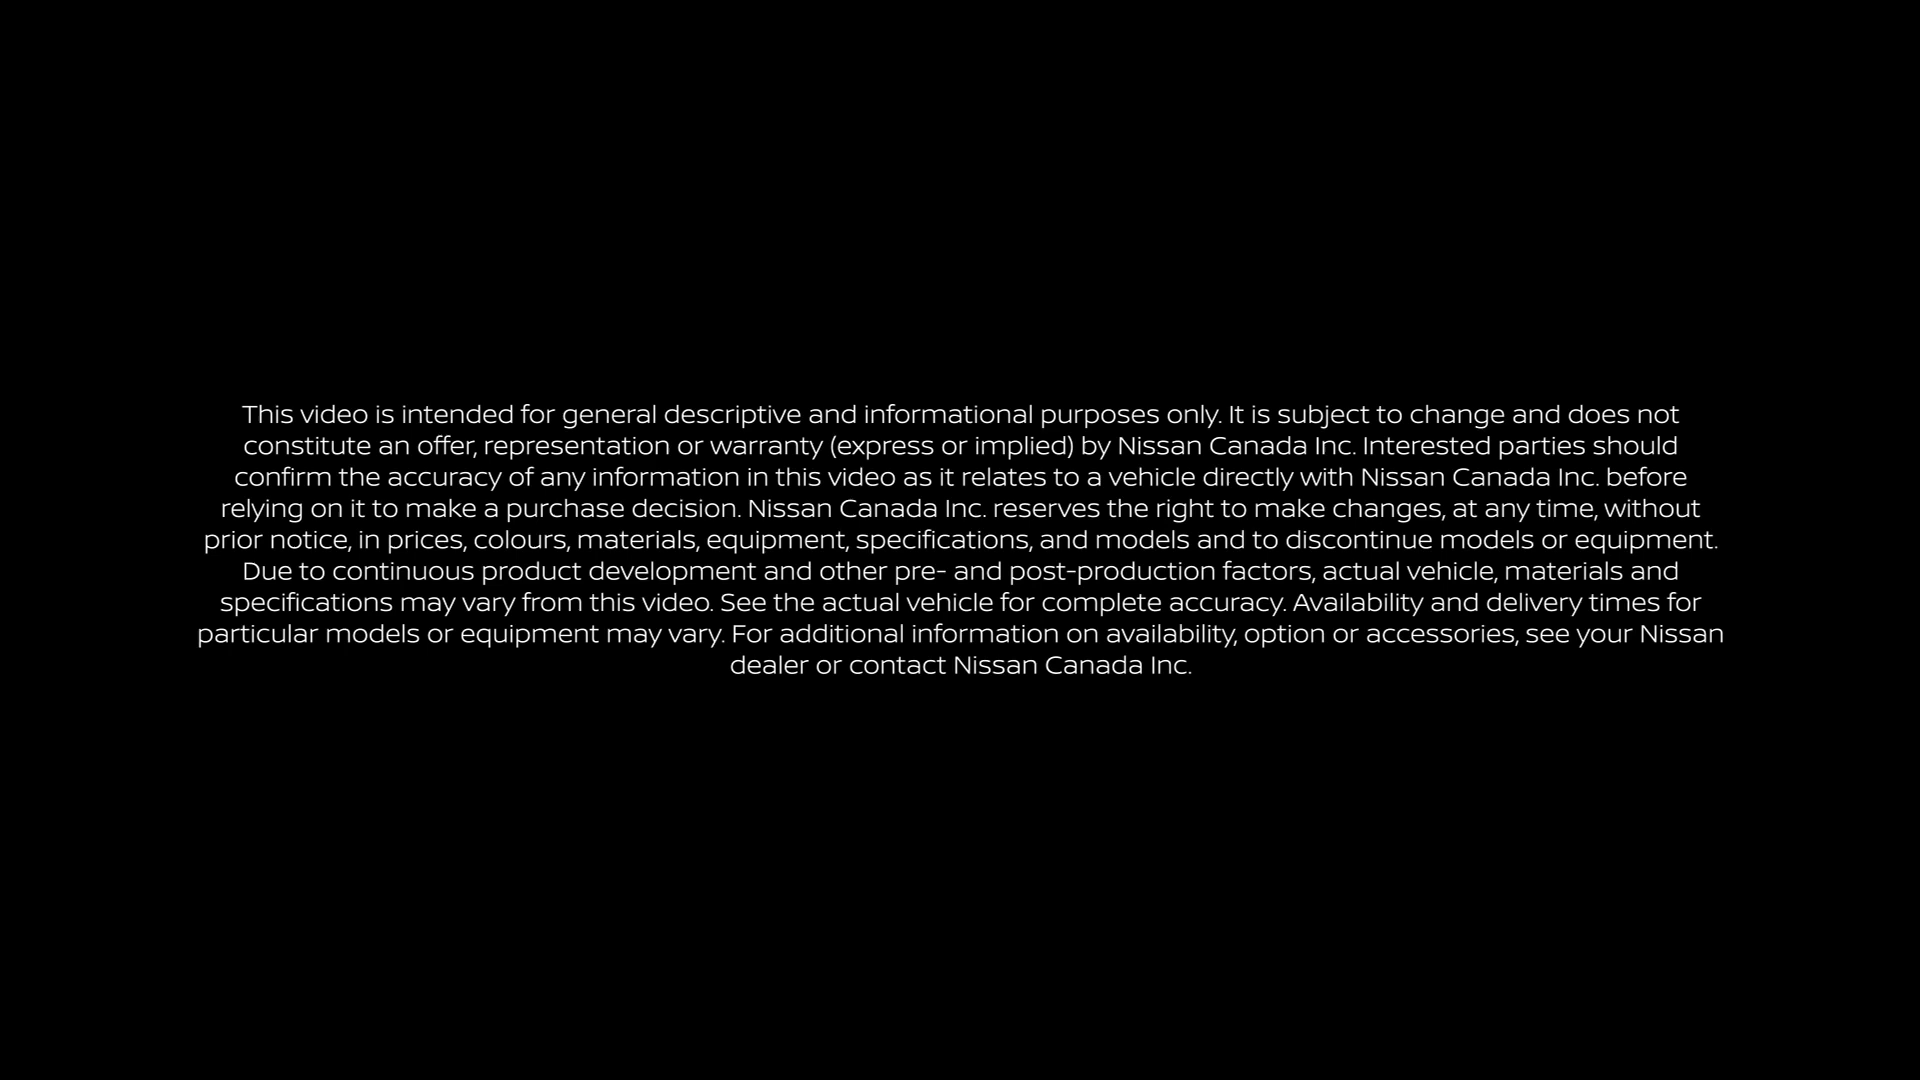 This video is intended for general descriptive and informational purposes only. It is subject to change and does not
constitute an offer, representation or warranty (express or implied) by Nissan Canada Inc. Interested parties should
confirm the accuracy of any information in this video as it relates to a vehicle directly with Nissan Canada Inc. before
relying on it to make a purchase decision. Nissan Canada Inc. reserves the right to make changes, at any time, without
prior notice, in prices, colours, materials, equipment, specifications, and models and to discontinue models or equipment.
Due to continuous product development and other pre- and post-production factors, actual vehicle, materials and
specifications may vary from this video. See the actual vehicle for complete accuracy. Availability and delivery times for
particular models or equipment may vary. For additional information on availability, option or accessories, see your Nissan
dealer or contact Nissan Canada Inc.